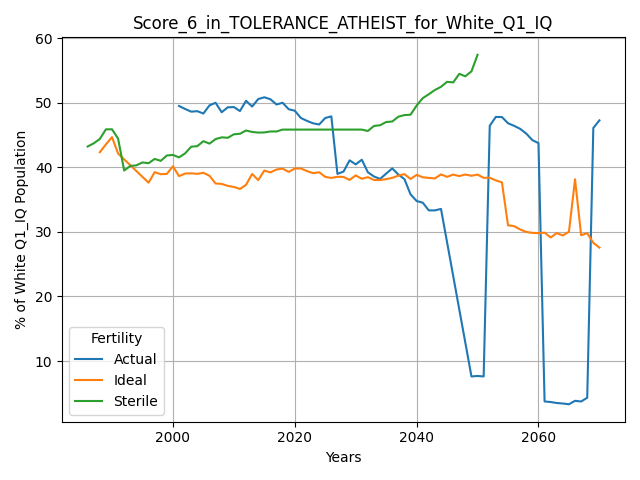 Score_6_in_TOLERANCE_ATHEIST_for_White_Q1_IQ
% of White Q1_IQ Population
60
50
40
30
20
10
Fertility
Actual
Ideal
Sterile
2000 2020 2040 2060
Years